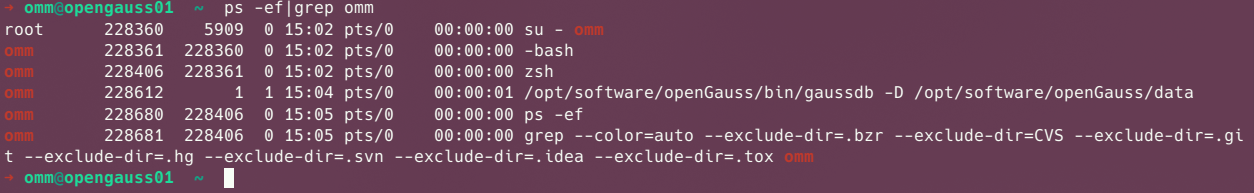 → omm@opengauss01 ~ ps -ef|grep omm
root 228360 5909 0 15:02 pts/0 00:00:00 su - omm
omm 228361 228360 0 15:02 pts/0 00:00:00 -bash
omm 228406 228361 0 15:02 pts/0 00:00:00 zsh
omm 228612 1 1 15:04 pts/0 00:00:01 /opt/software/openGauss/bin/gaussdb -D /opt/software/openGauss/data
omm 228680 228406 0 15:05 pts/0 00:00:00 ps -ef
omm 228681 228406 0 15:05 pts/0 00:00:00 grep --color=auto --exclude-dir=.bzr --exclude-dir=CVS --exclude-dir=.gi
t --exclude-dir=.hg --exclude-dir=.svn --exclude-dir=.idea --exclude-dir=.tox omm
→ omm@opengauss01 ~